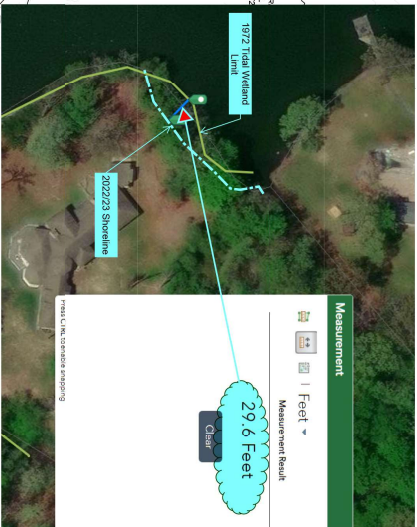 1972 Tidal Wetland
Limit
2022/23 Shoreline
Measurement
Feet
Measurement Result
29.6 Feet
Clear
Press CTRL to enable snapping